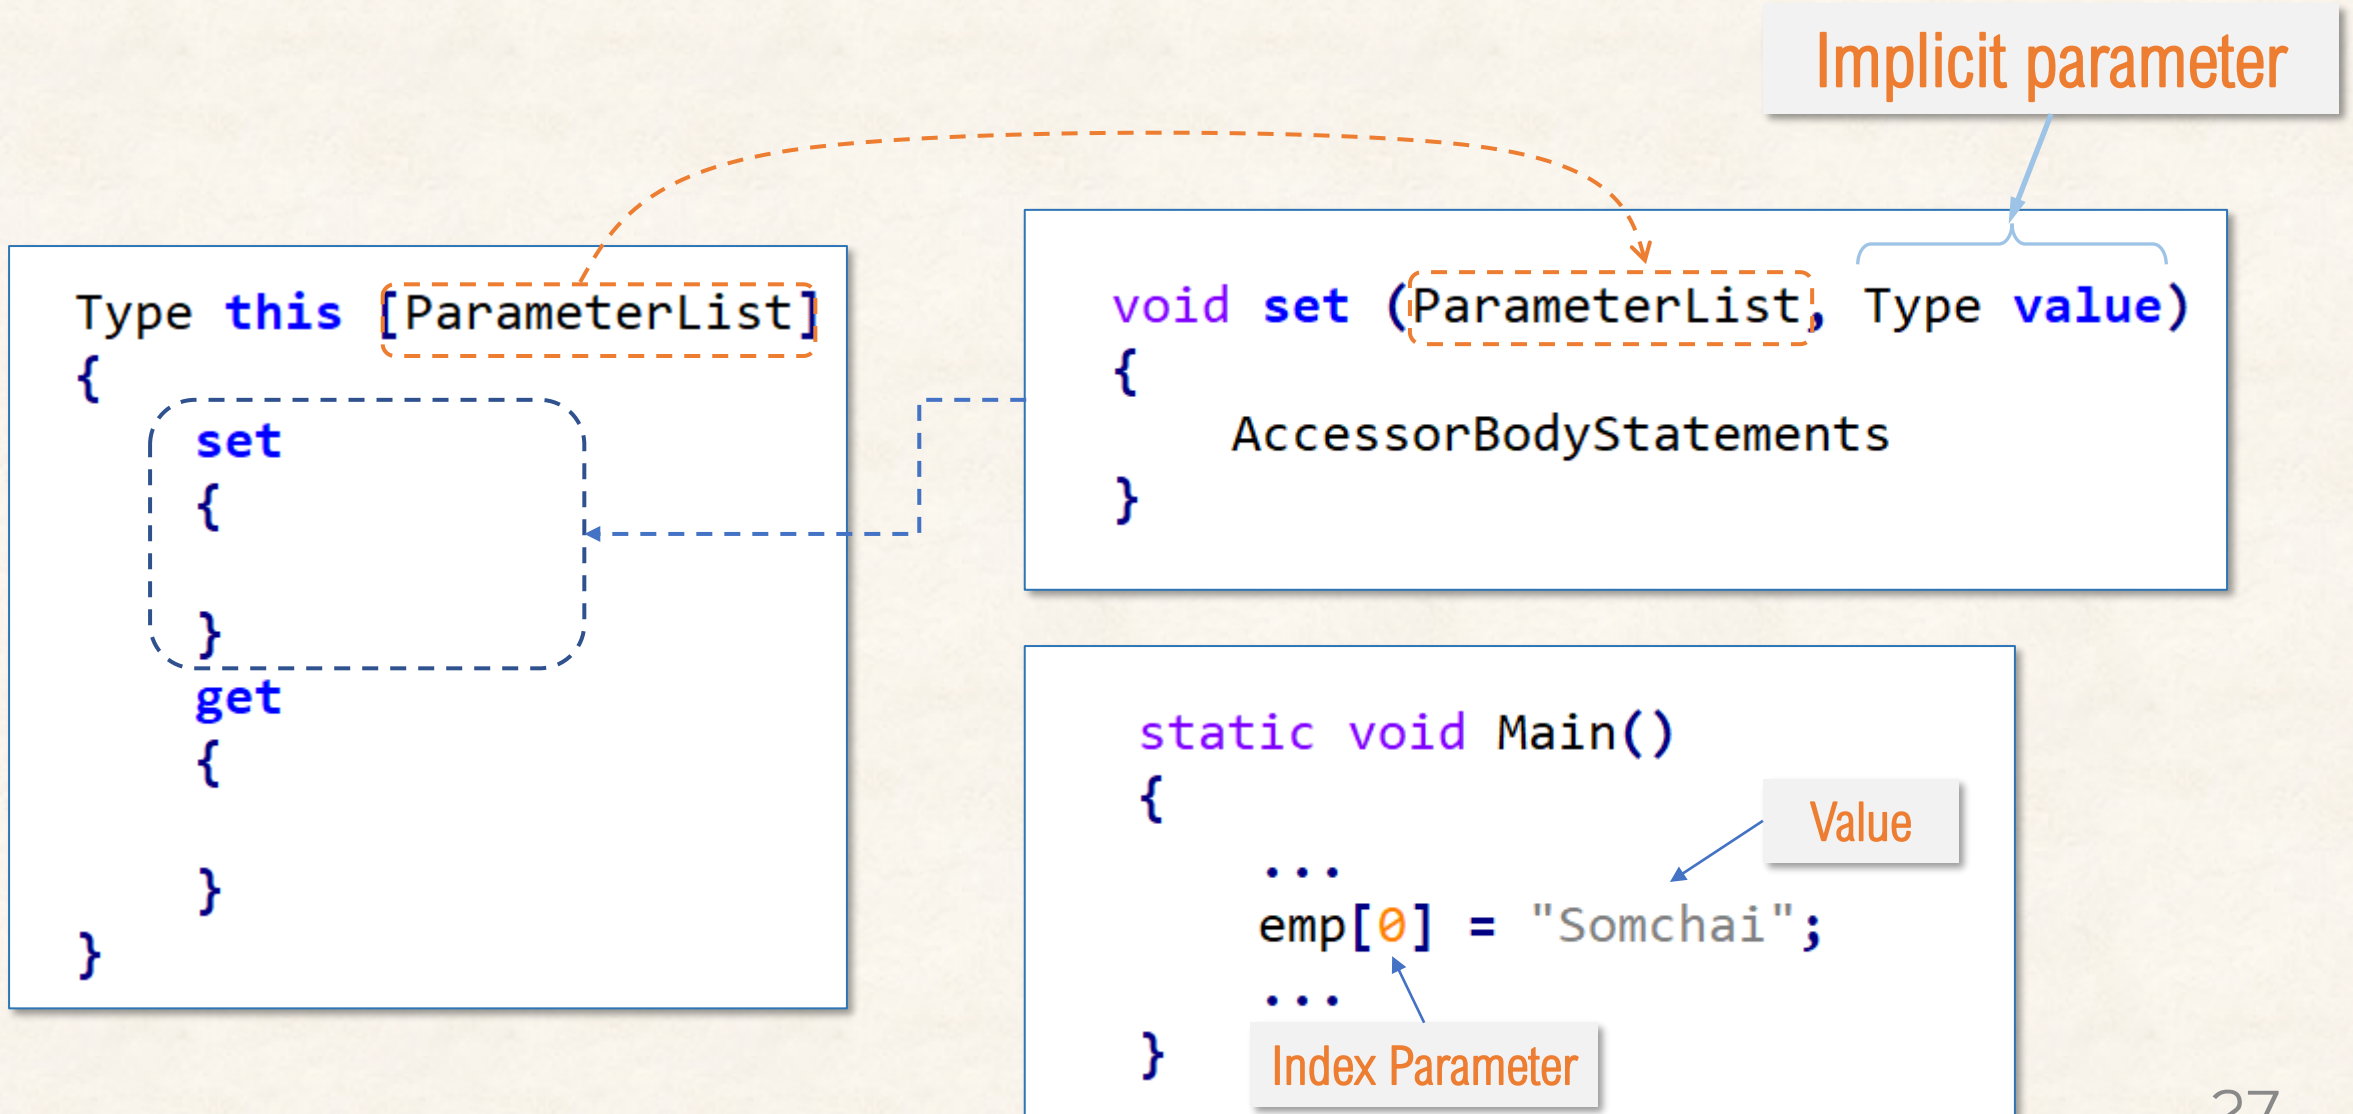 Implicit parameter
Type this [ParameterList]
{
set
{
}
get
{
}
}
void set (ParameterList, Type value)
{
AccessorBodyStatements
}
static void Main()
{
Value
...
emp[0] = "Somchai";
...
}
Index Parameter
27